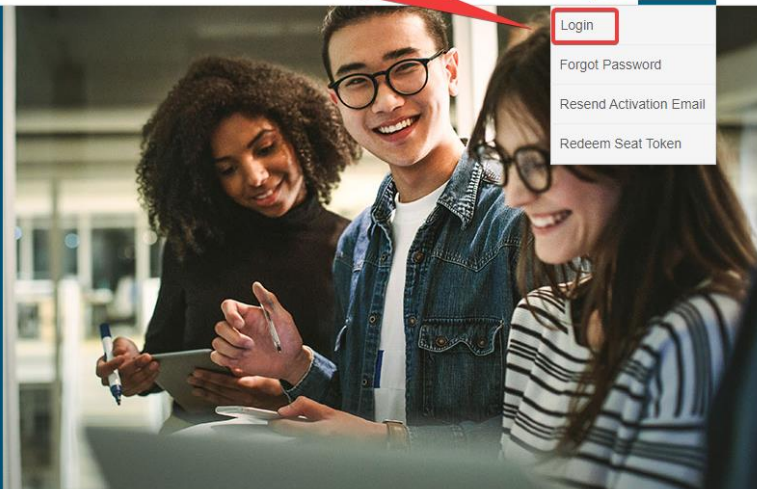 Login
Forgot Password
Resend Activation Email
Redeem Seat Token